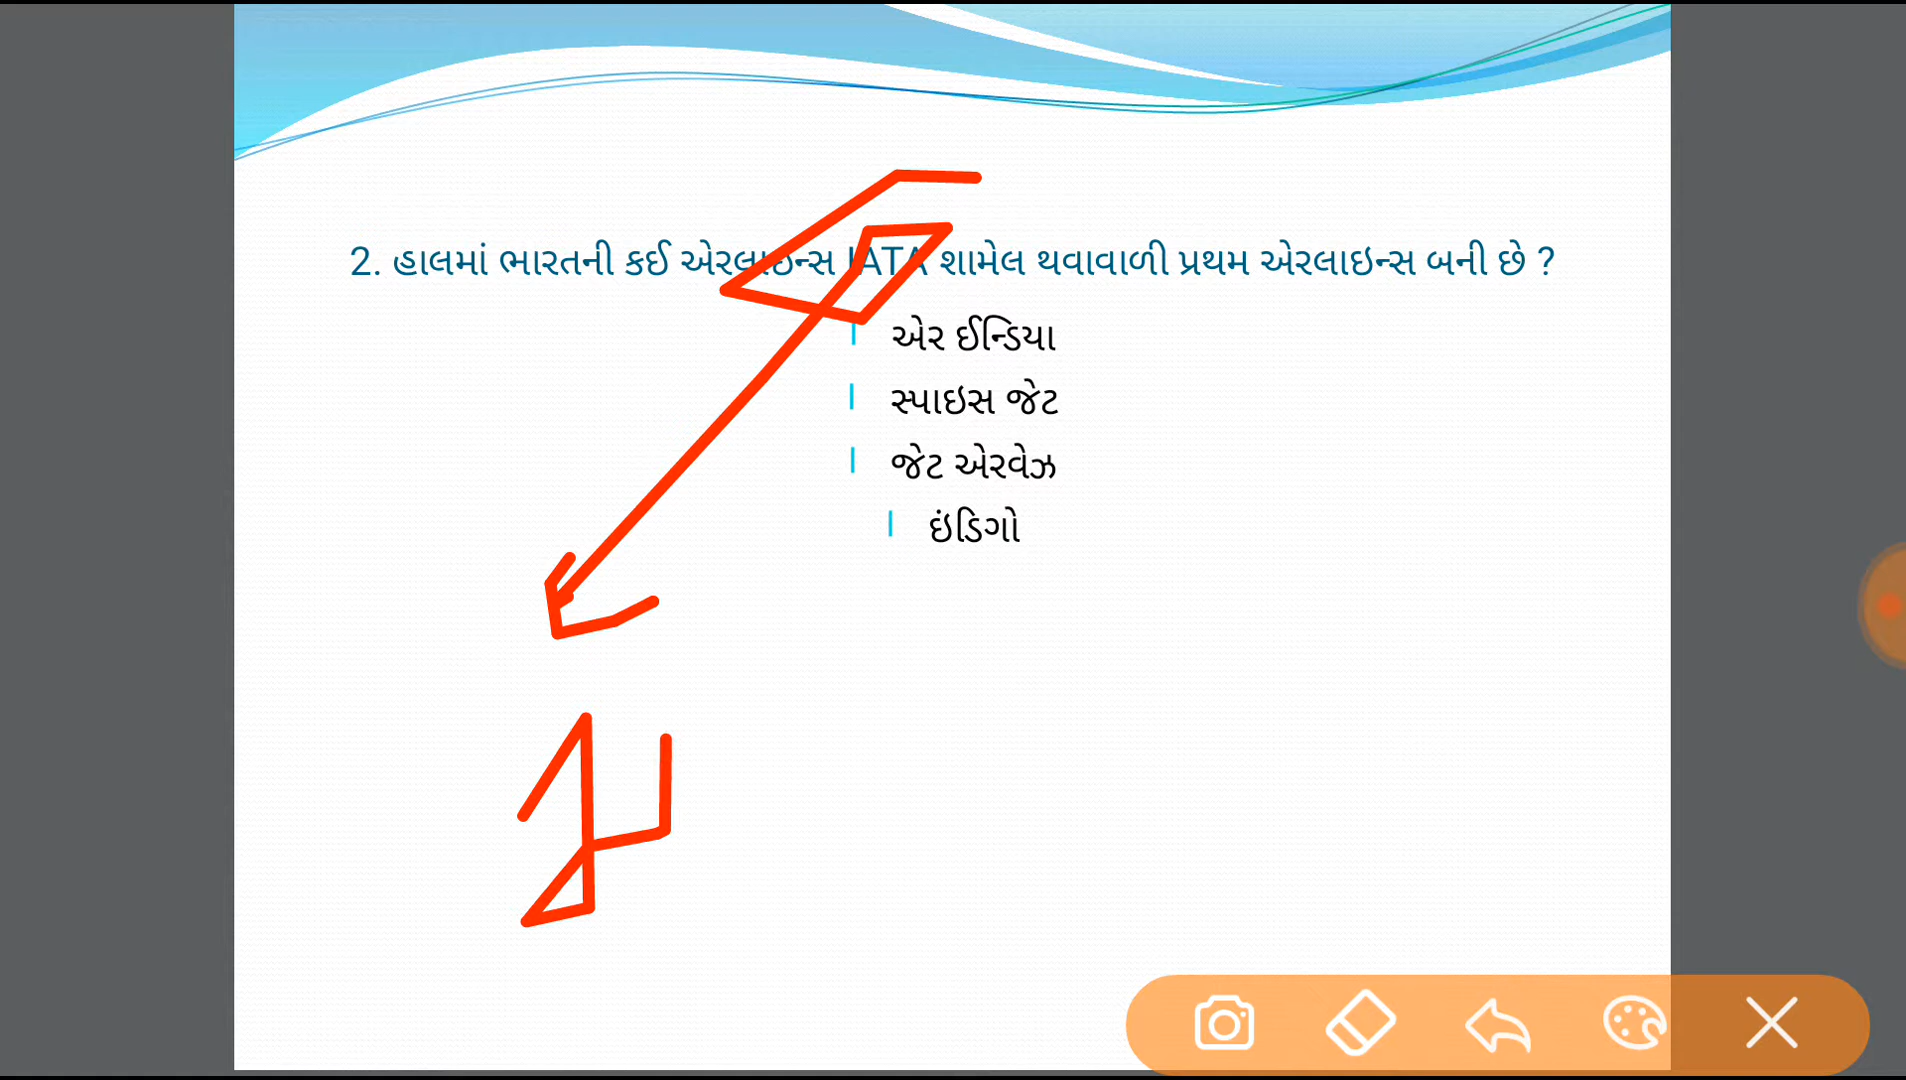 2. હાલમાં ભારતની કઈ એરલાઇન્સ IATA શામેલ થવાવાળી પ્રથમ એરલાઇન્સ બની છે ?
એર ઈન્ડિયા
સ્પાઇસ જેટ
જેટ એરવેઝ
ઇંડિગો